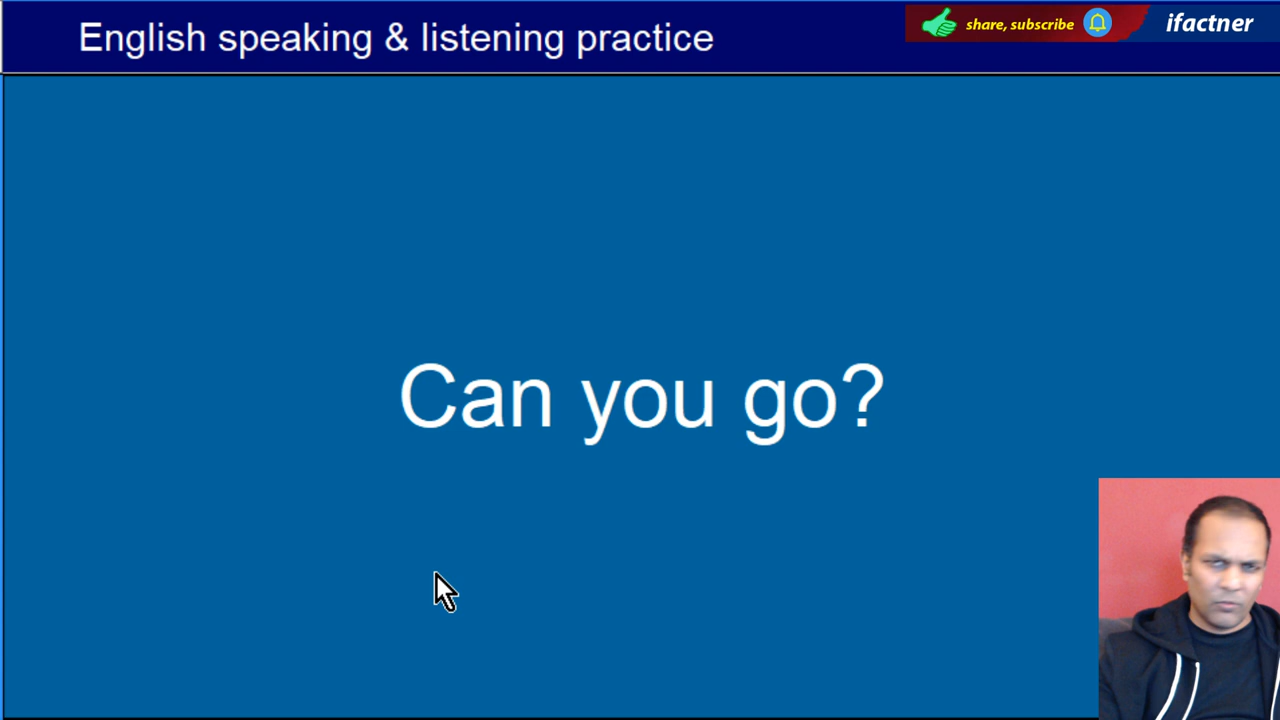 English speaking & listening practice
share, subscribe
ifactner
Can you go?